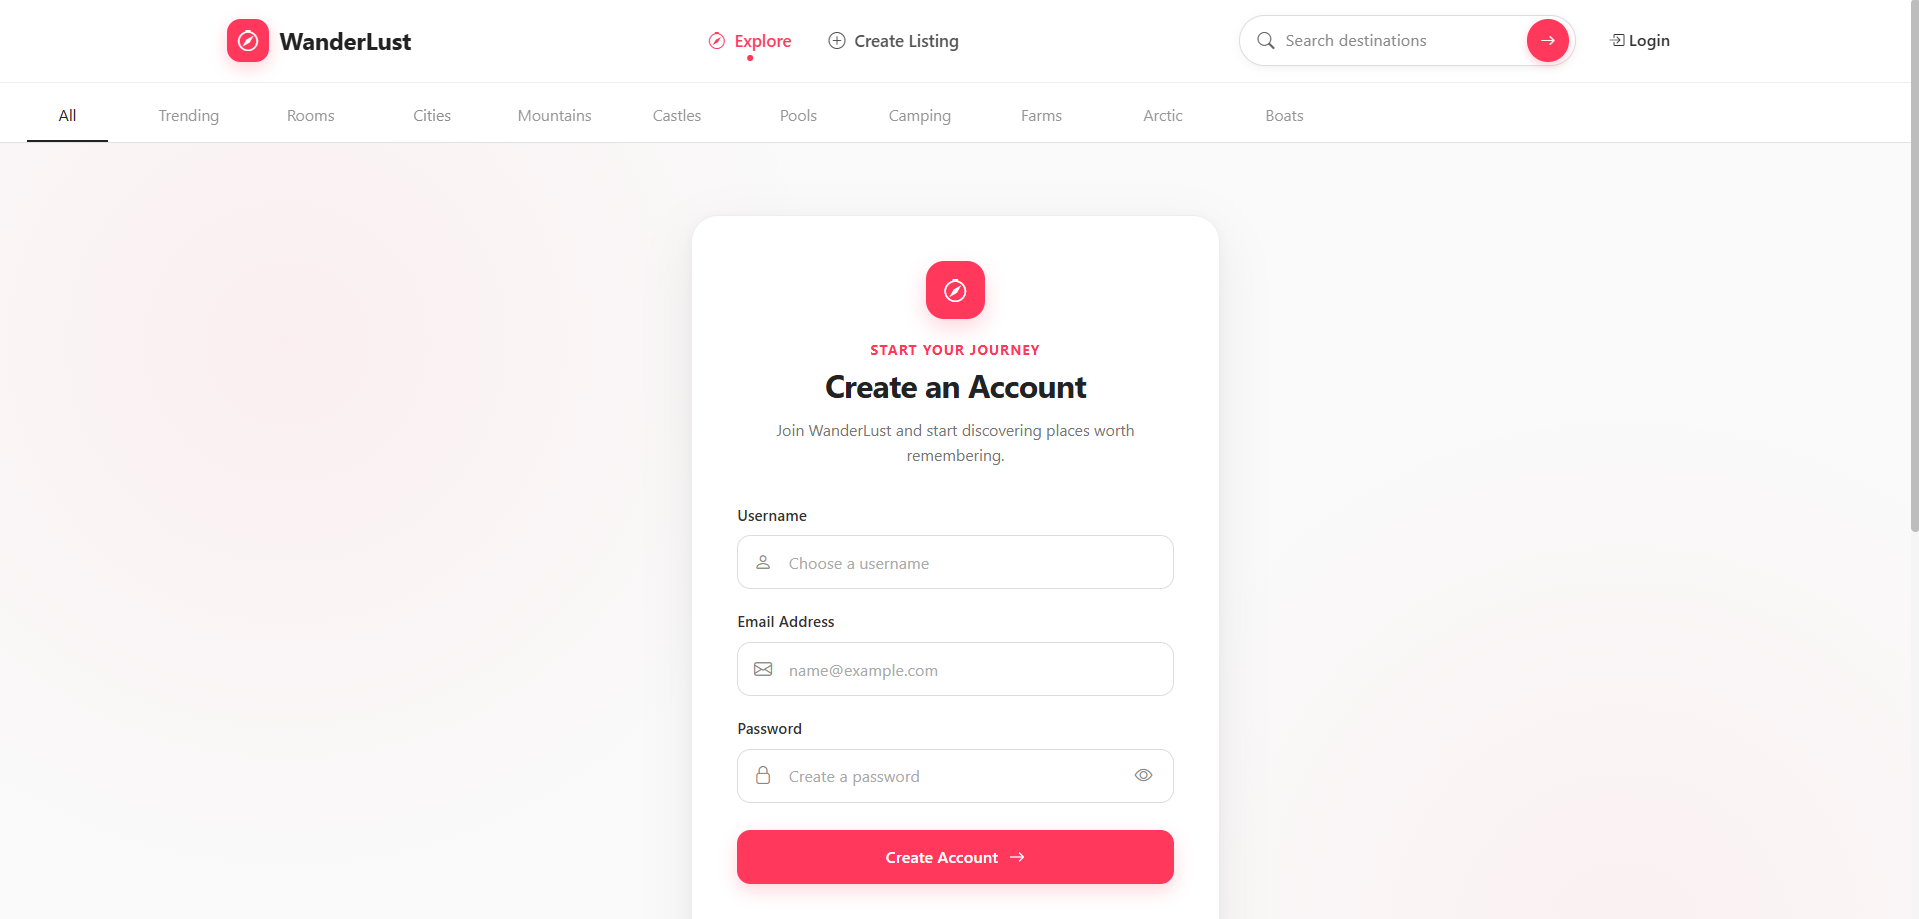 WanderLust
Explore
Create Listing
Search destinations
Login
All
Trending
Rooms
Cities
Mountains
Castles
Pools
Camping
Farms
Arctic
Boats
START YOUR JOURNEY
Create an Account
Join WanderLust and start discovering places worth
remembering.
Username
Choose a username
Email Address
name@example.com
Password
Create a password
Create Account